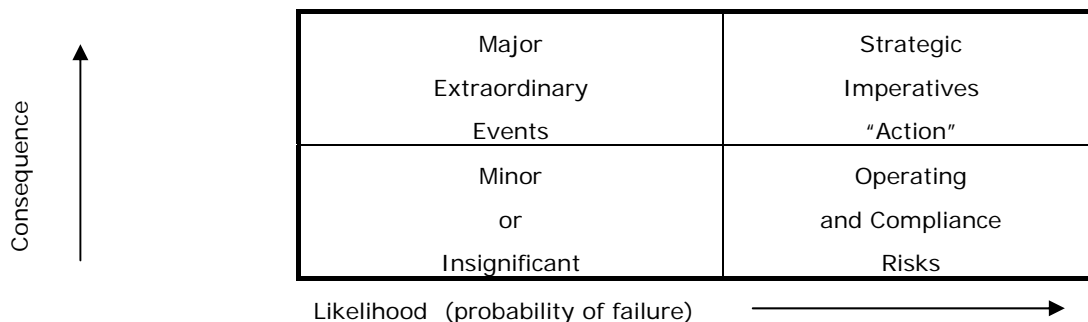 Consequence
Major
Extraordinary
Events
Strategic
Imperatives
“Action”
Minor
or
Insignificant
Operating
and Compliance
Risks
Likelihood (probability of failure)